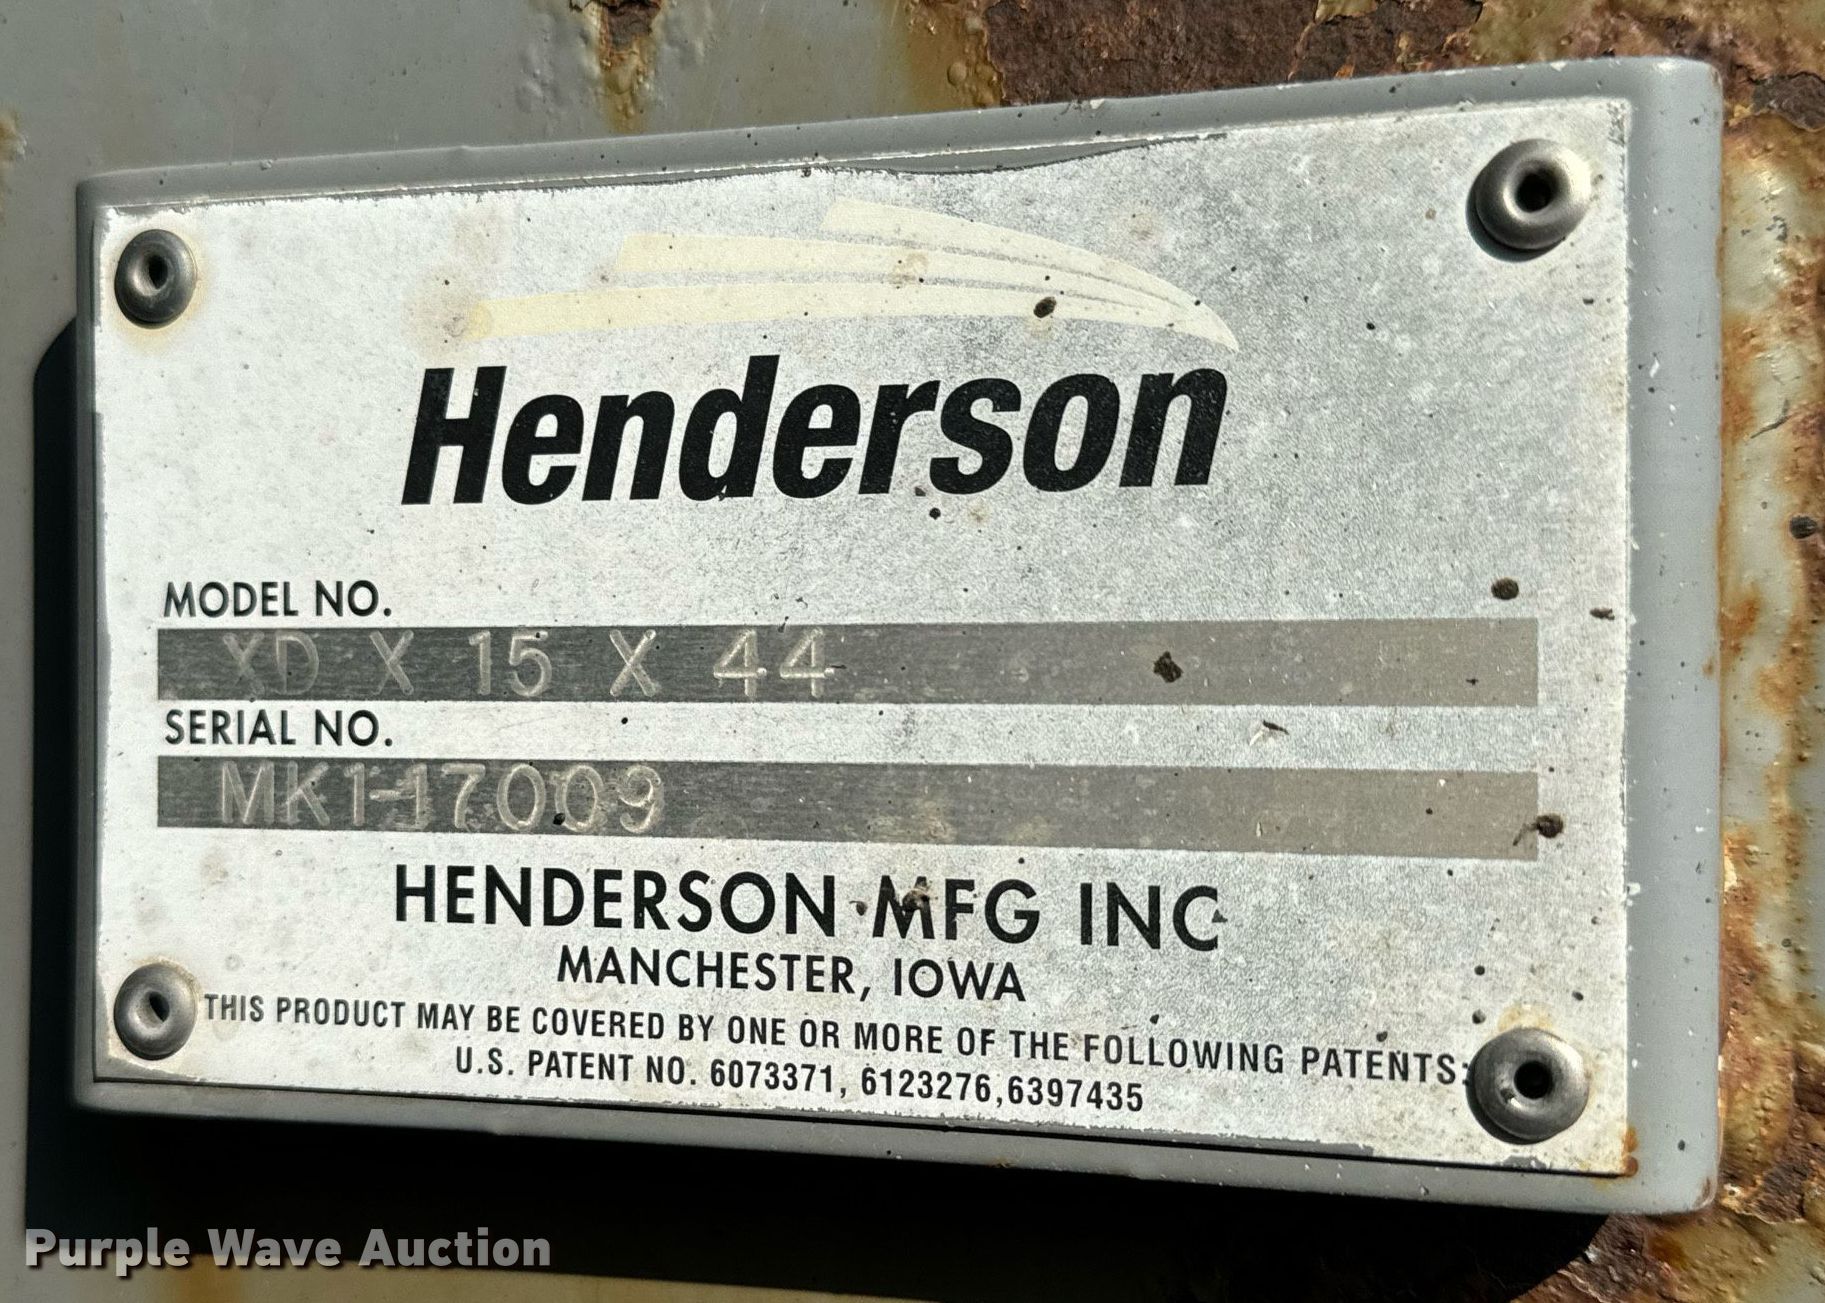 Henderson
MODEL NO.
XD X 15 X 44
SERIAL NO.
MK1-17009
HENDERSON MFG INC
MANCHESTER, IOWA
THIS PRODUCT MAY BE COVERED BY ONE OR MORE OF THE FOLLOWING PATENTS:
U.S. PATENT NO. 6073371, 6123276,6397435
Purple Wave Auction